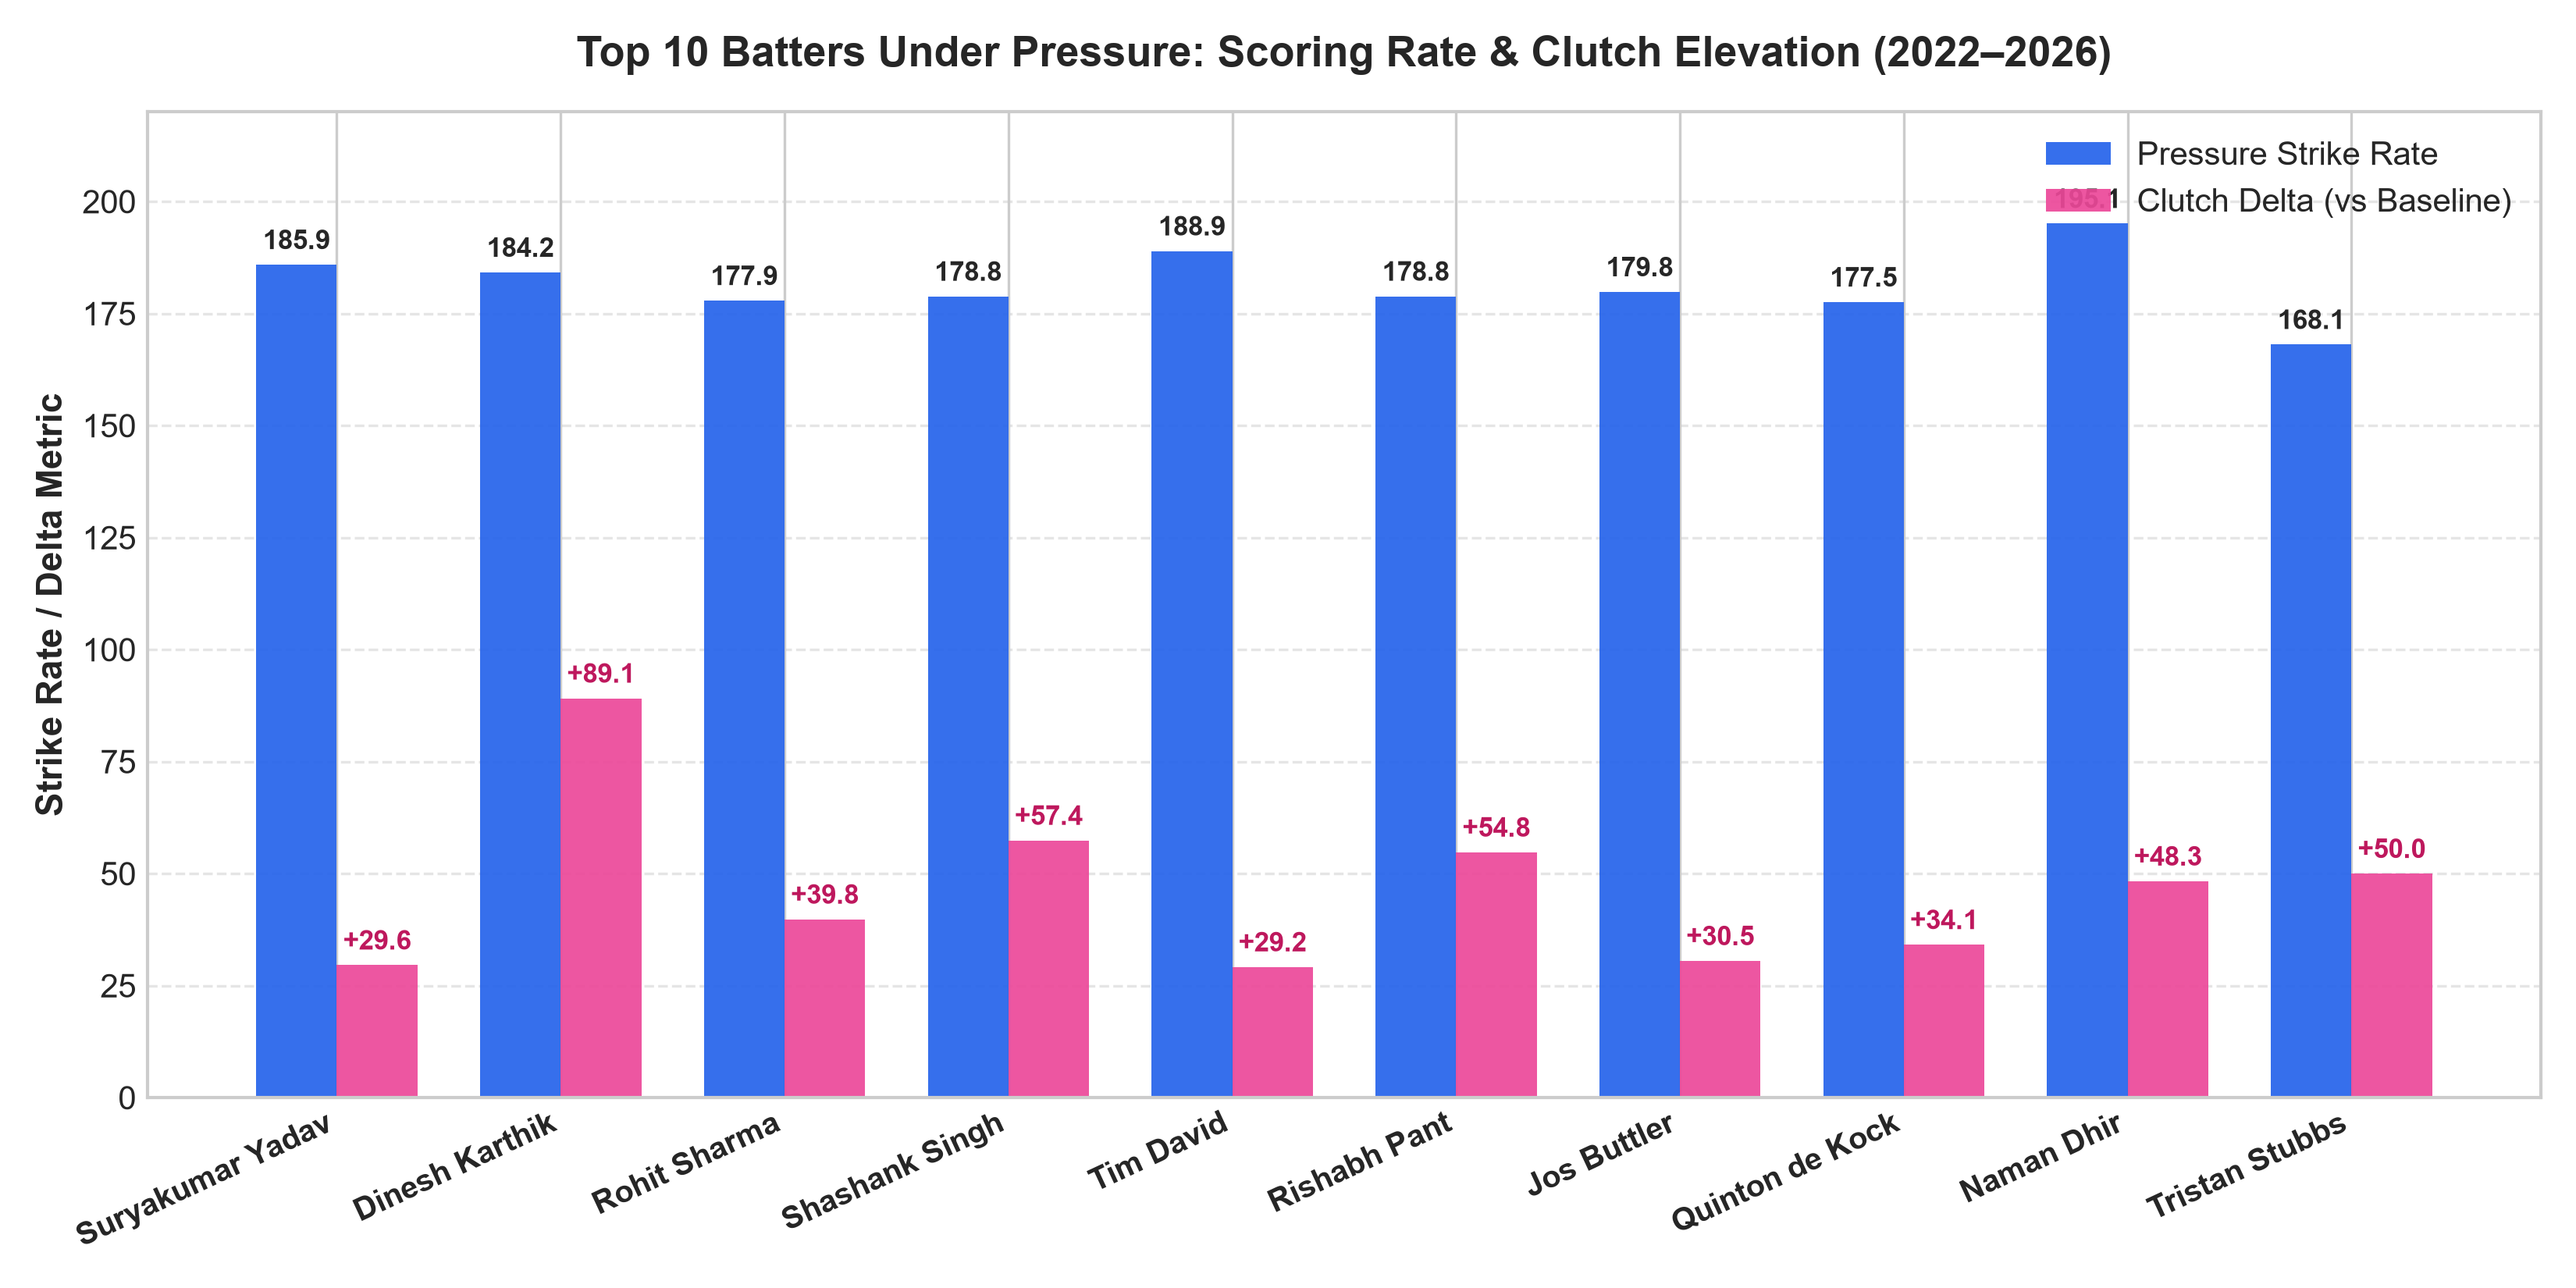 Top 10 Batters Under Pressure: Scoring Rate & Clutch Elevation (2022–2026)
Pressure Strike Rate
Clutch Delta (vs Baseline)
Strike Rate / Delta Metric
200
175
150
125
100
75
50
25
0
185.9
184.2
177.9
178.8
188.9
178.8
179.8
177.5
195.1
168.1
+29.6
+89.1
+39.8
+57.4
+29.2
+54.8
+30.5
+34.1
+48.3
+50.0
Suryakumar Yadav
Dinesh Karthik
Rohit Sharma
Shashank Singh
Tim David
Rishabh Pant
Jos Buttler
Quinton de Kock
Naman Dhir
Tristan Stubbs